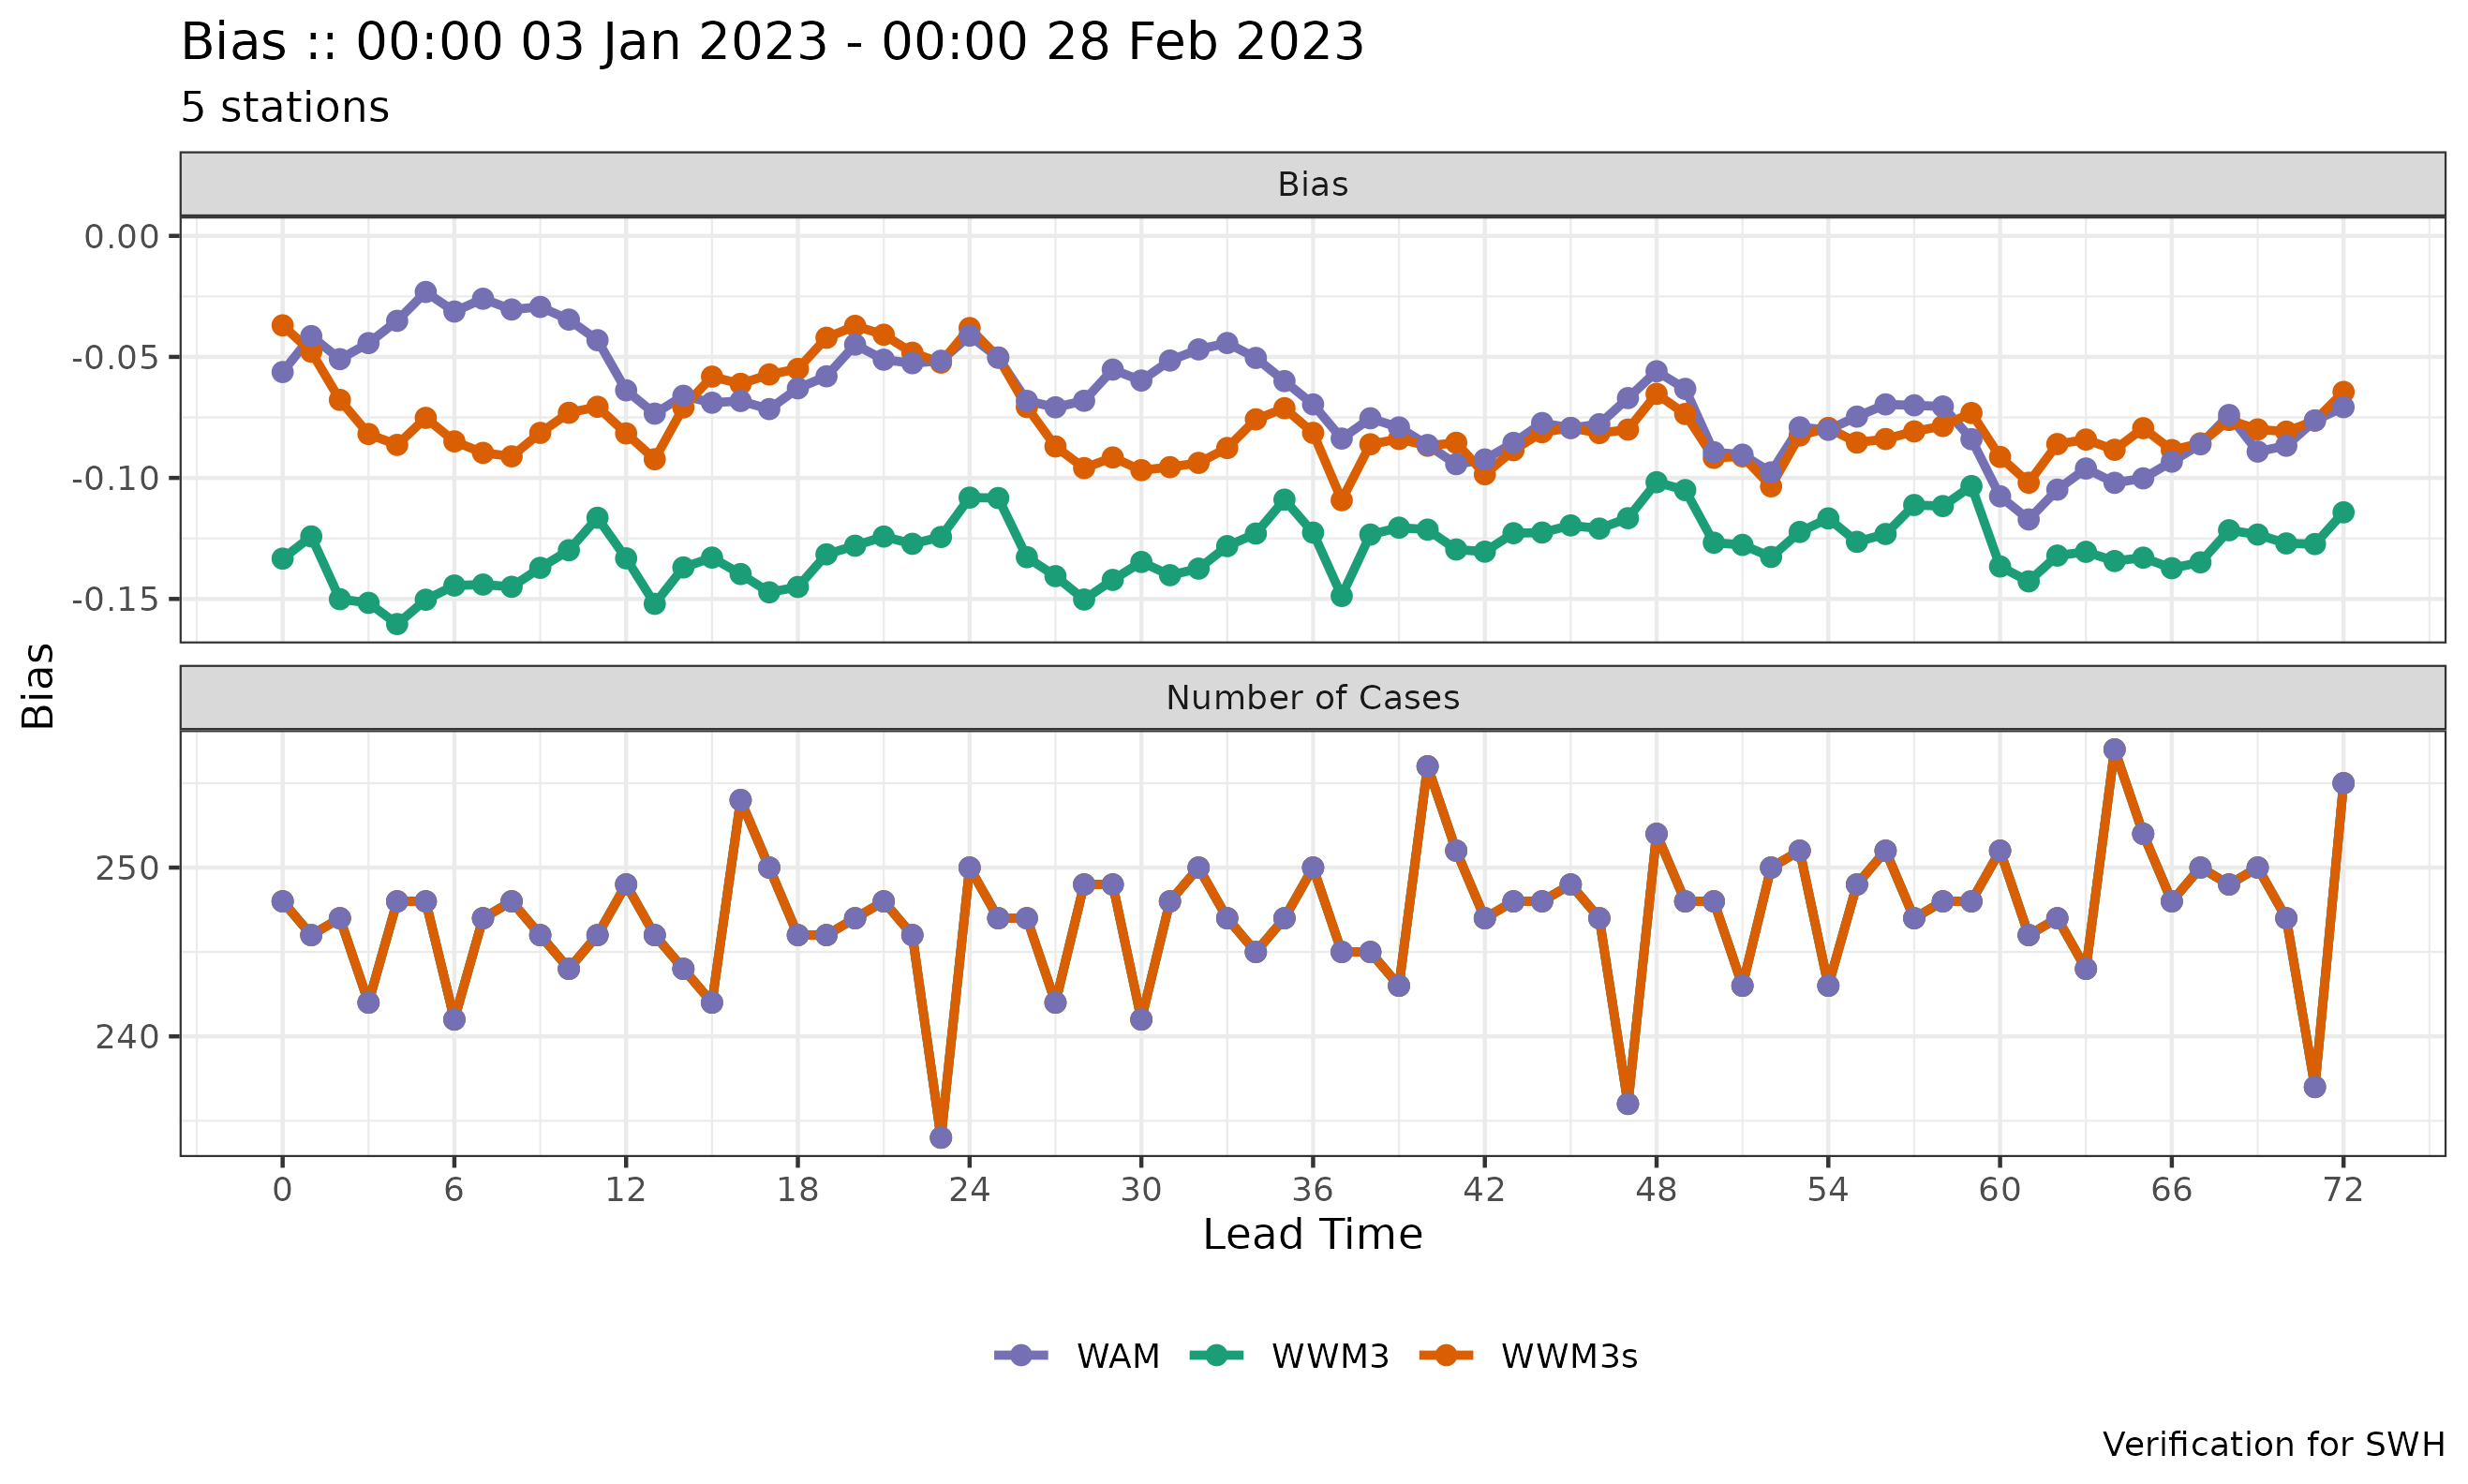 Bias :: 00:00 03 Jan 2023 - 00:00 28 Feb 2023
5 stations
Bias
0.00
-0.05
-0.10
-0.15
Bias
Number of Cases
250
240
0 6 12 18 24 30 36 42 48 54 60 66 72
Lead Time
WAM WWM3 WWM3s
Verification for SWH